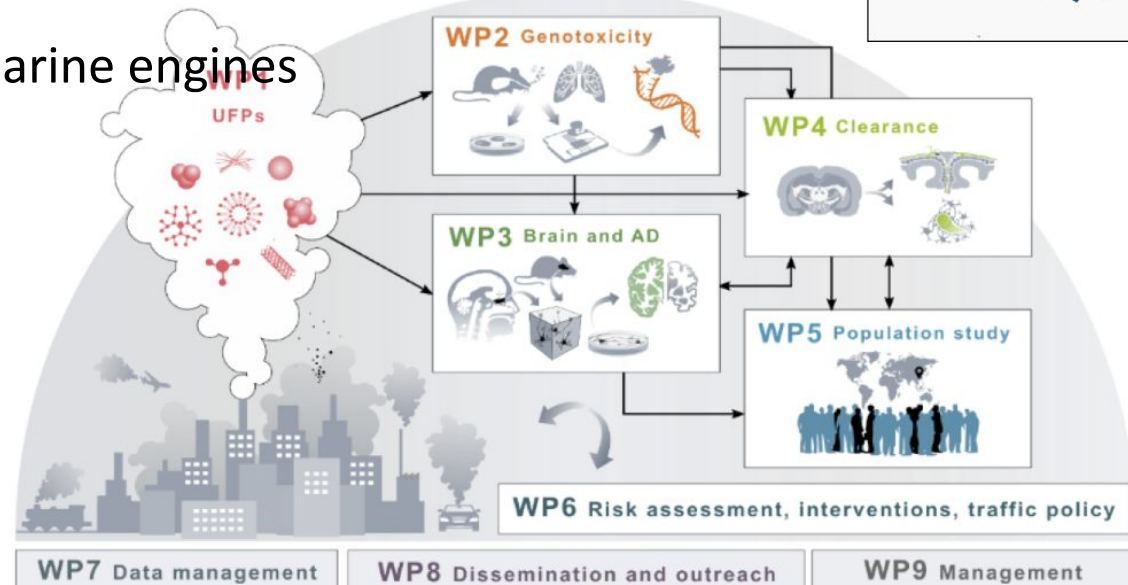 arine engines
WP1
UFPs
WP2 Genotoxicity
WP4 Clearance
WP3 Brain and AD
WP5 Population study
WP6 Risk assessment, interventions, traffic policy
WP7 Data management
WP8 Dissemination and outreach
WP9 Management